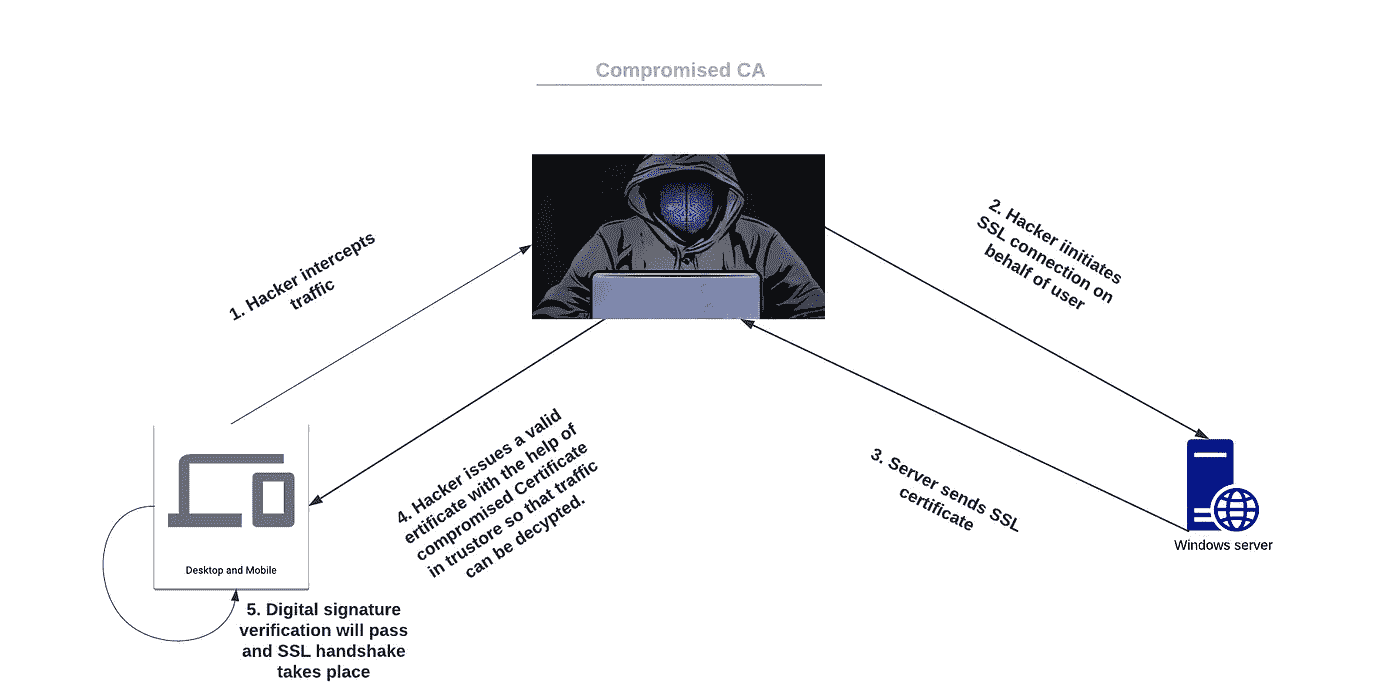 Compromised CA
1. Hacker intercepts
traffic
2. Hacker iinitiates
SSL connection on
behalf of user
3. Server sends SSL
certificate
4. Hacker issues a valid
ertificate with the help of
compromised Certificate
in trustore so that traffic
can be decypted.
Windows server
Desktop and Mobile
5. Digital signature
verification will pass
and SSL handshake
takes place